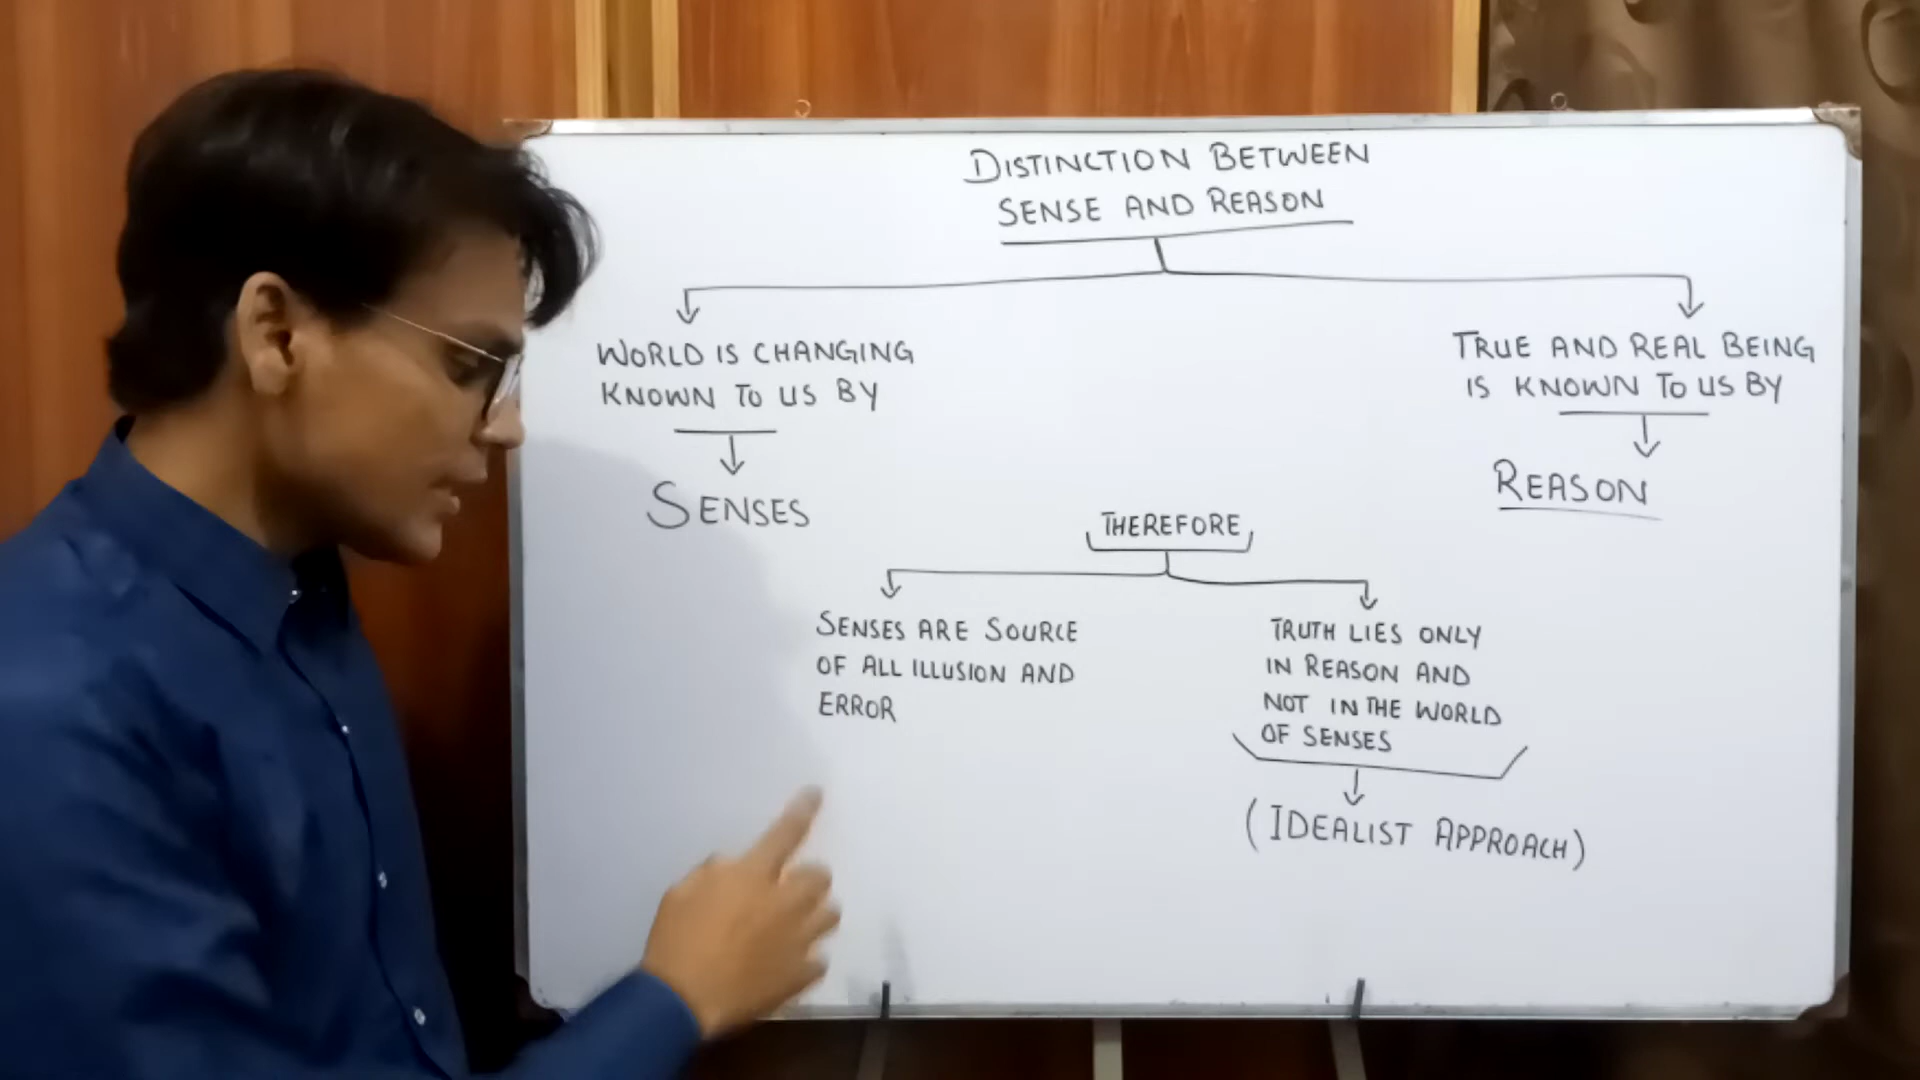 DISTINCTION BETWEEN
SENSE AND REASON
WORLD IS CHANGING
KNOWN TO US BY
SENSES
TRUE AND REAL BEING
IS KNOWN TO US BY
REASON
THEREFORE
SENSES ARE SOURCE
OF ALL ILLUSION AND
ERROR
TRUTH LIES ONLY
IN REASON AND
NOT IN THE WORLD
OF SENSES
(IDEALIST APPROACH)